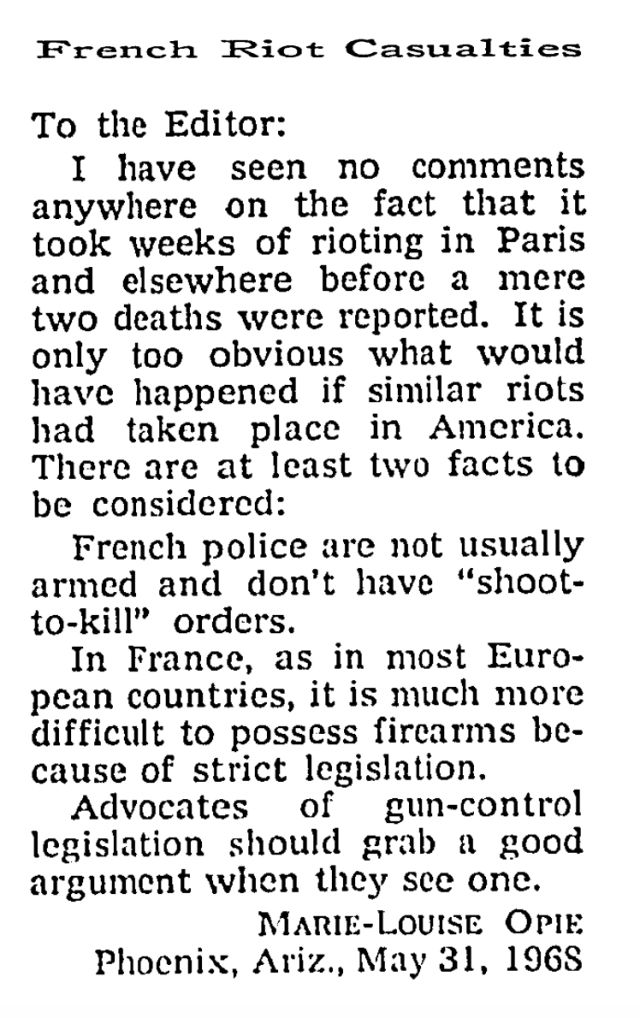 French Riot Casualties
To the Editor:
I have seen no comments
anywhere on the fact that it
took weeks of rioting in Paris
and elsewhere before a mere
two deaths were reported. It is
only too obvious what would
have happened if similar riots
had taken place in America.
There are at least two facts to
be considered:
French police are not usually
armed and don't have "shoot-
to-kill" orders.
In France, as in most Euro-
pean countries, it is much more
difficult to possess firearms be-
cause of strict legislation.
Advocates of gun-control
legislation should grab a good
argument when they see one.
MARIE-LOUISE OPIE
Phoenix, Ariz., May 31, 1968